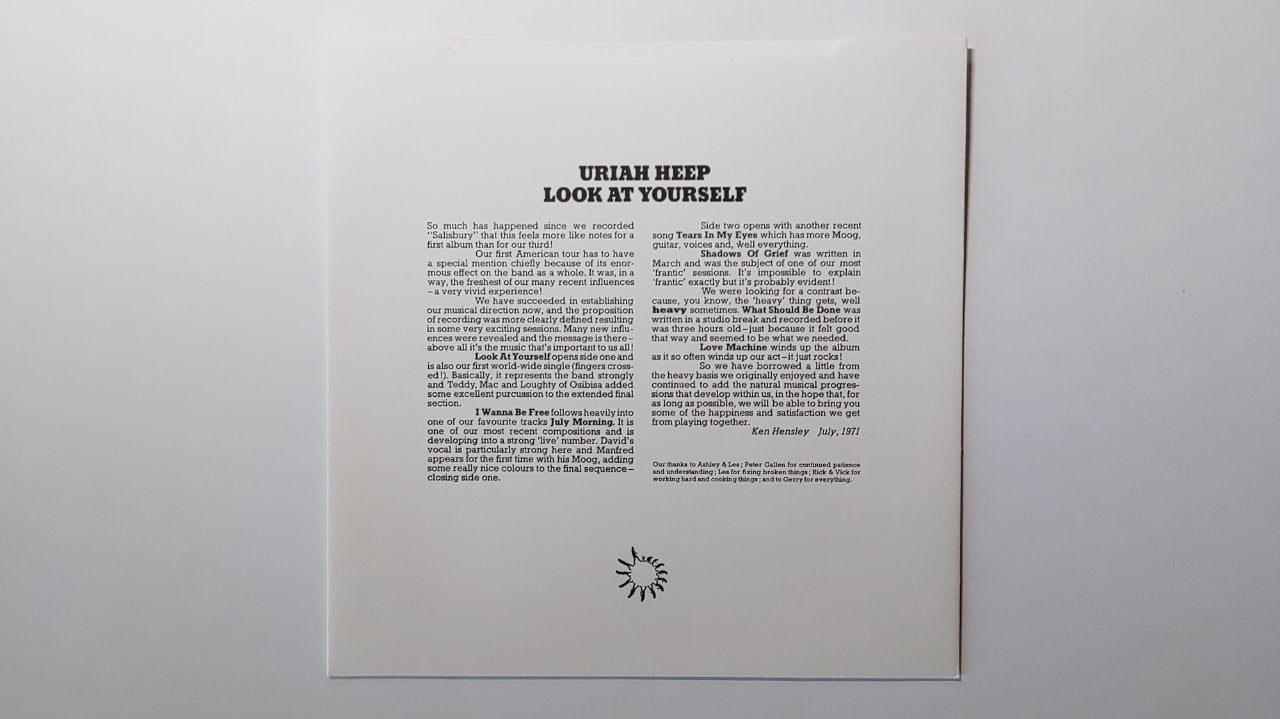 URIAH HEEP
LOOK AT YOURSELF
So much has happened since we recorded
"Salisbury" that this feels more like notes for a
first album than for our third!
Our first American tour has to have
a special mention chiefly because of its enor-
mous effect on the band as a whole. It was, in a
way, the freshest of our many recent influences
–a very vivid experience!
We have succeeded in establishing
our musical direction now, and the proposition
of recording was more clearly defined resulting
in some very exciting sessions. Many new influ-
ences were revealed and the message is there–
above all it's the music that's important to us all!
Look At Yourself opens side one and
is also our first world-wide single (fingers cross-
ed!). Basically, it represents the band strongly
and Teddy, Mac and Loughty of Osibisa added
some excellent purcussion to the extended final
section.
I Wanna Be Free follows heavily into
one of our favourite tracks July Morning. It is
one of our most recent compositions and is
developing into a strong 'live' number. David's
vocal is particularly strong here and Manfred
appears for the first time with his Moog, adding
some really nice colours to the final sequence–
closing side one.
Side two opens with another recent
song Tears In My Eyes which has more Moog,
guitar, voices and, well everything.
Shadows Of Grief was written in
March and was the subject of one of our most
'frantic' sessions. It's impossible to explain
'frantic' exactly but it's probably evident!
We were looking for a contrast be-
cause, you know, the 'heavy' thing gets, well
heavy sometimes. What Should Be Done was
written in a studio break and recorded before it
was three hours old–just because it felt good
that way and seemed to be what we needed.
Love Machine winds up the album
as it so often winds up our act–it just rocks!
So we have borrowed a little from
the heavy basis we originally enjoyed and have
continued to add the natural musical progres-
sions that develop within us, in the hope that, for
as long as possible, we will be able to bring you
some of the happiness and satisfaction we get
from playing together.
Ken Hensley July, 1971
Our thanks to Ashley & Les; Peter Gallen for continued patience
and understanding; Les for fixing broken things; Rick & Vick for
working hard and cooking things; and to Gerry for everything.